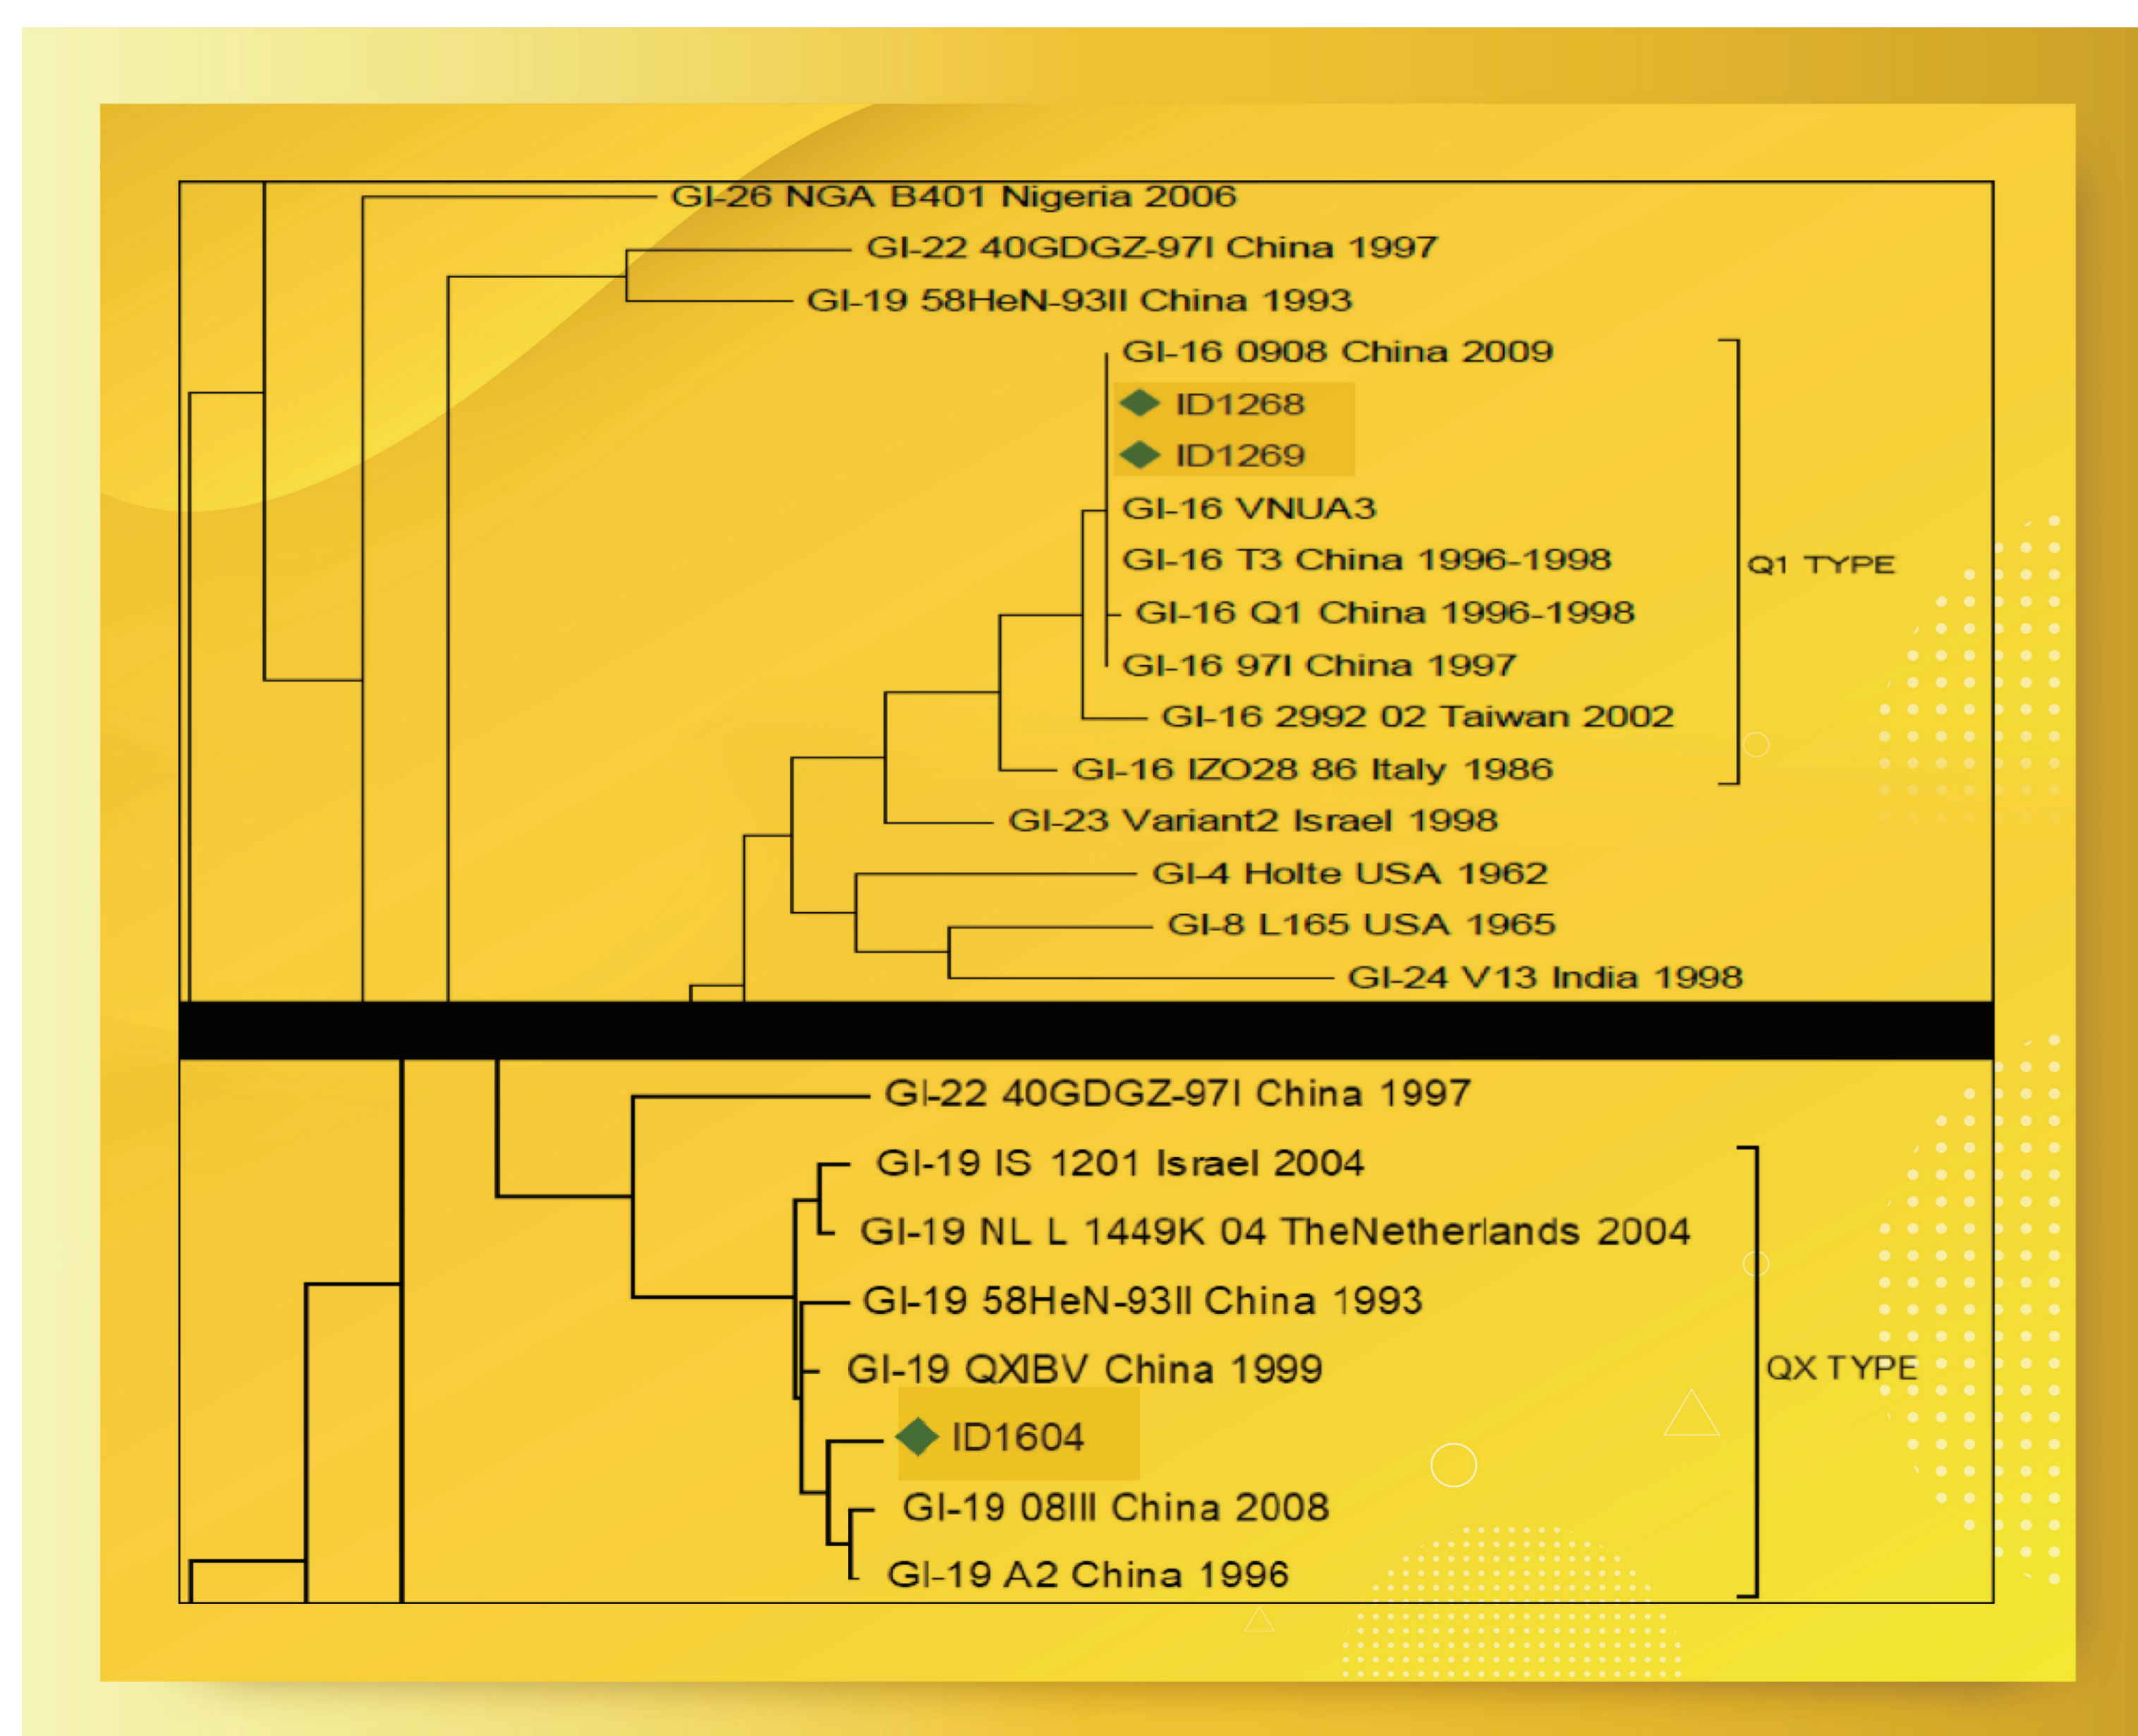 GI-26 NGA B401 Nigeria 2006
GI-22 40GDGZ-97I China 1997
GI-19 58HeN-93II China 1993
GI-16 0908 China 2009
ID1268
ID1269
GI-16 VNUA3
GI-16 T3 China 1996-1998
Q1 TYPE
GI-16 Q1 China 1996-1998
GI-16 97I China 1997
GI-16 2992 02 Taiwan 2002
GI-16 IZO28 86 Italy 1986
GI-23 Variant2 Israel 1998
GI-4 Holte USA 1962
GI-8 L165 USA 1965
GI-24 V13 India 1998
GI-22 40GDGZ-97I China 1997
GI-19 IS 1201 Israel 2004
GI-19 NL L 1449K 04 TheNetherlands 2004
GI-19 58HeN-93II China 1993
GI-19 QXIBV China 1999
QX TYPE
ID1604
GI-19 08III China 2008
GI-19 A2 China 1996